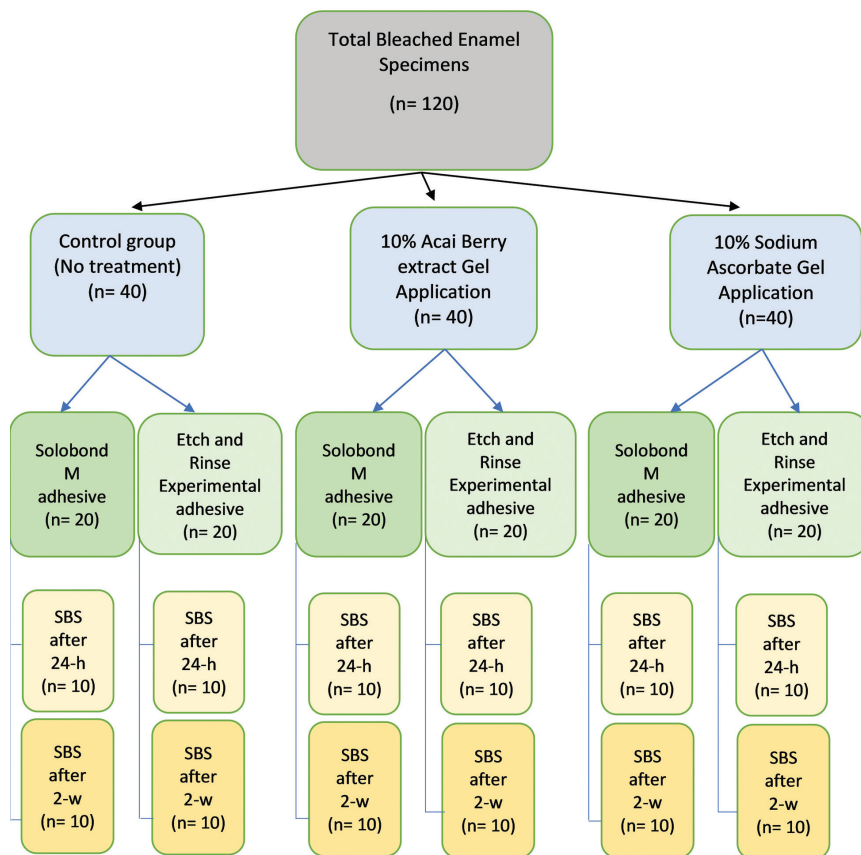 Total Bleached Enamel
Specimens
(n= 120)
Control group
(No treatment)
(n= 40)
10% Acai Berry
extract Gel
Application
(n= 40)
10% Sodium
Ascorbate Gel
Application
(n=40)
Solobond
M
adhesive
(n= 20)
Etch and
Rinse
Experimental
adhesive
(n= 20)
Solobond
M
adhesive
(n= 20)
Etch and
Rinse
Experimental
adhesive
(n= 20)
Solobond
M
adhesive
(n= 20)
Etch and
Rinse
Experimental
adhesive
(n= 20)
SBS
after
24-h
(n= 10)
SBS
after
24-h
(n= 10)
SBS
after
24-h
(n= 10)
SBS
after
24-h
(n= 10)
SBS
after
24-h
(n= 10)
SBS
after
24-h
(n= 10)
SBS
after
2-w
(n= 10)
SBS
after
2-w
(n= 10)
SBS
after
2-w
(n= 10)
SBS
after
2-w
(n= 10)
SBS
after
2-w
(n= 10)
SBS
after
2-w
(n= 10)